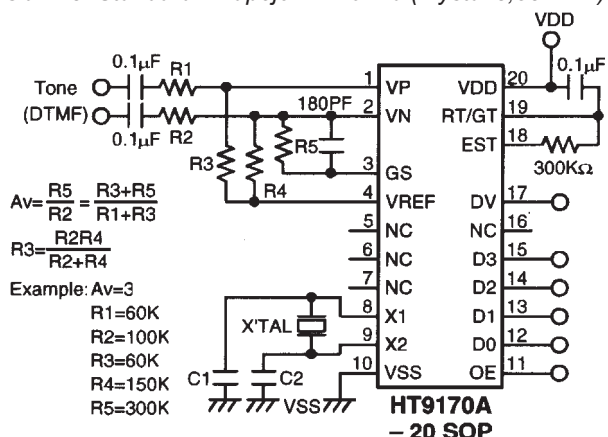 VDD
0.1μF
R1
0.1μF
Tone
(DTMF)
0.1μF
R2
180PF
R3
R4
R5
1 VP
2 VN
3 GS
4 VREF
5 NC
6 NC
7 NC
8 X1
9 X2
10 VSS
VDD 20
RT/GT 19
EST 18
300KΩ
DV 17
NC 16
D3 15
D2 14
D1 13
D0 12
OE 11
Av=R5/R2=R3+R5/R1+R3
R3=R2R4/R2+R4
Example: Av=3
R1=60K
R2=100K
R3=60K
R4=150K
R5=300K
X'TAL
C1
C2
VSS
HT9170A
– 20 SOP